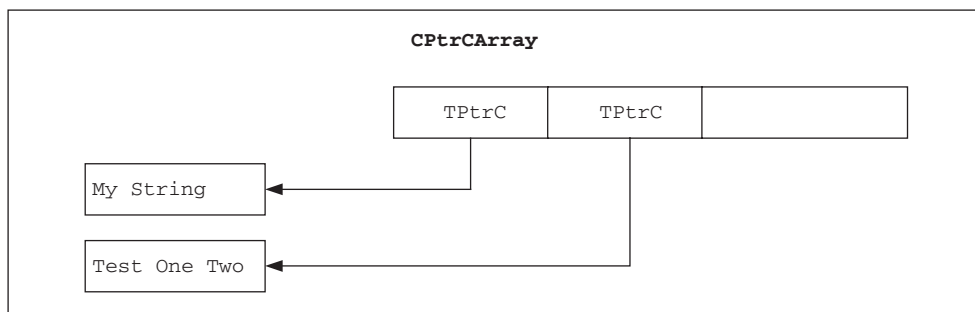 CPtrCArray
TPtrC TPtrC
My String
Test One Two